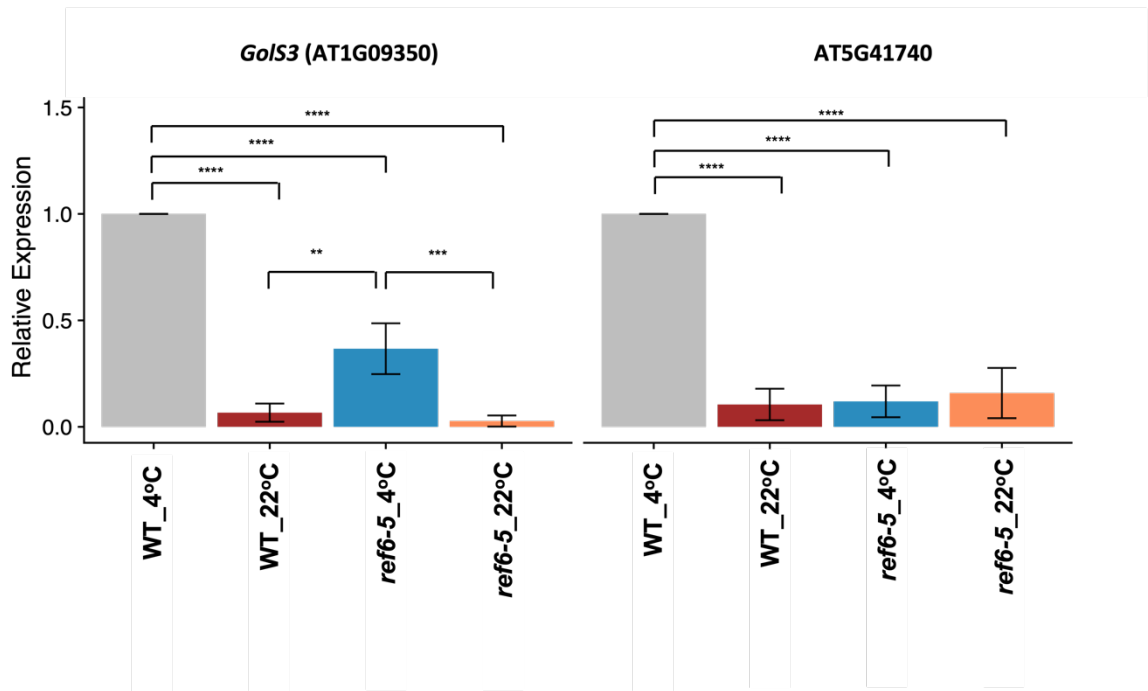 GolS3 (AT1G09350)
AT5G41740
Relative Expression
1.5
1.0
0.5
0.0
****
****
****
**
***
****
****
****
WT_4ºC
WT_22ºC
ref6-5_4ºC
ref6-5_22ºC
WT_4ºC
WT_22ºC
ref6-5_4ºC
ref6-5_22ºC